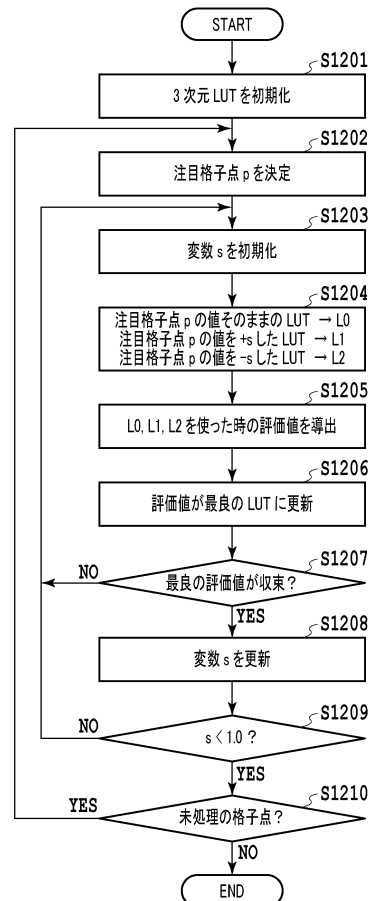 START
S1201
3次元LUTを初期化
S1202
注目格子点pを決定
S1203
変数sを初期化
S1204
注目格子点pの値そのままのLUT → L0
注目格子点pの値を+sしたLUT → L1
注目格子点pの値を-sしたLUT → L2
S1205
L0, L1, L2を使った時の評価値を導出
S1206
評価値が最良のLUTに更新
S1207
最良の評価値が収束?
NO
YES
S1208
変数sを更新
S1209
s < 1.0 ?
NO
YES
S1210
未処理の格子点?
YES
NO
END